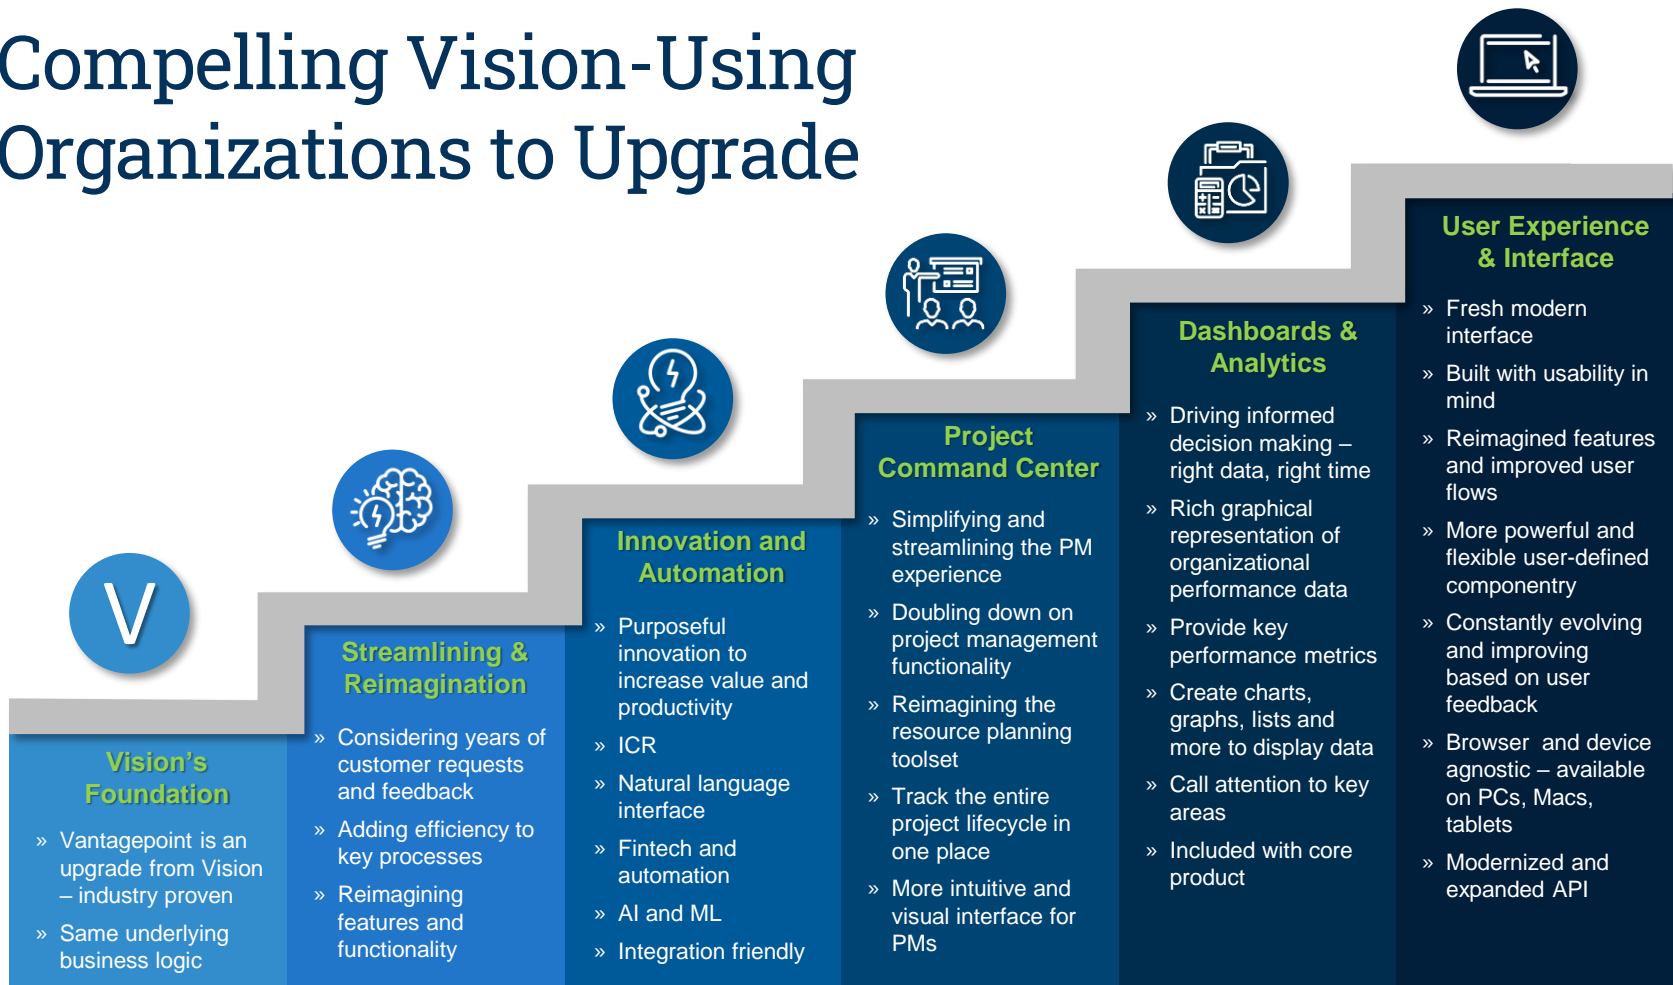 Compelling Vision-Using
Organizations to Upgrade
V
Vision's
Foundation
» Vantagepoint is an
upgrade from Vision
– industry proven
» Same underlying
business logic
Streamlining &
Reimagination
» Considering years of
customer requests
and feedback
» Adding efficiency to
key processes
» Reimagining
features and
functionality
Innovation and
Automation
» Purposeful
innovation to
increase value and
productivity
» ICR
» Natural language
interface
» Fintech and
automation
» AI and ML
» Integration friendly
Project
Command Center
» Simplifying and
streamlining the PM
experience
» Doubling down on
project management
functionality
» Reimagining the
resource planning
toolset
» Track the entire
project lifecycle in
one place
» More intuitive and
visual interface for
PMs
Dashboards &
Analytics
» Driving informed
decision making –
right data, right time
» Rich graphical
representation of
organizational
performance data
» Provide key
performance metrics
» Create charts,
graphs, lists and
more to display data
» Call attention to key
areas
» Included with core
product
User Experience
& Interface
» Fresh modern
interface
» Built with usability in
mind
» Reimagined features
and improved user
flows
» More powerful and
flexible user-defined
componentry
» Constantly evolving
and improving
based on user
feedback
» Browser and device
agnostic – available
on PCs, Macs,
tablets
» Modernized and
expanded API